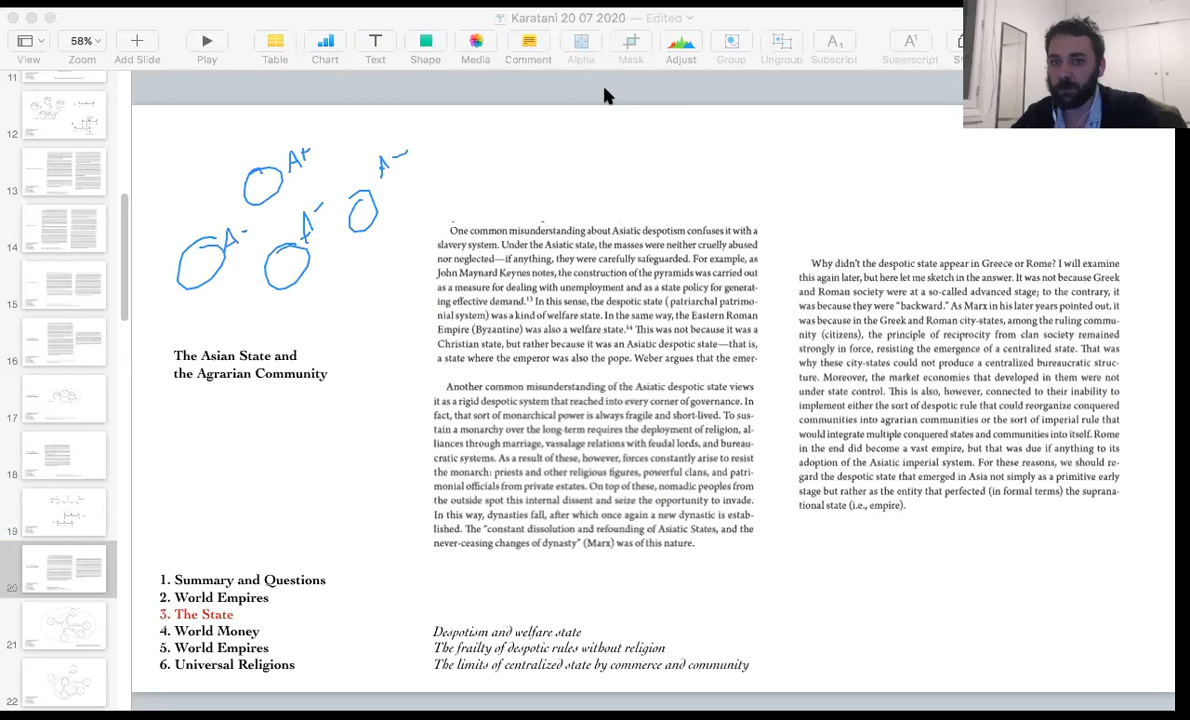 Karatani 20 07 2020 — Edited
58%
View
Zoom
Add Slide
Play
Table
Chart
Text
Shape
Media
Comment
Alpha
Mask
Adjust
Group
Ungroup
Subscript
Superscript
11
12
13
14
15
16
17
18
19
20
21
22
A+
A-
A-
A-
The Asian State and
the Agrarian Community
One common misunderstanding about Asiatic despotism confuses it with a
slavery system. Under the Asiatic state, the masses were neither cruelly abused
nor neglected—if anything, they were carefully safeguarded. For example, as
John Maynard Keynes notes, the construction of the pyramids was carried out
as a measure for dealing with unemployment and as a state policy for generat-
ing effective demand.¹³ In this sense, the despotic state ( patriarchal patrimo-
nial system) was a kind of welfare state. In the same way, the Eastern Roman
Empire (Byzantine) was also a welfare state.¹⁴ This was not because it was a
Christian state, but rather because it was an Asiatic despotic state—that is,
a state where the emperor was also the pope. Weber argues that the emer-
Another common misunderstanding of the Asiatic despotic state views
it as a rigid despotic system that reached into every corner of governance. In
fact, that sort of monarchical power is always fragile and short-lived. To sus-
tain a monarchy over the long-term requires the deployment of religion, al-
liances through marriage, vassalage relations with feudal lords, and bureau-
cratic systems. As a result of these, however, forces constantly arise to resist
the monarch: priests and other religious figures, powerful clans, and patri-
monial officials from private estates. On top of these, nomadic peoples from
the outside spot this internal dissent and seize the opportunity to invade.
In this way, dynasties fall, after which once again a new dynastic is estab-
lished. The "constant dissolution and refounding of Asiatic States, and the
never-ceasing changes of dynasty" (Marx) was of this nature.
Why didn't the despotic state appear in Greece or Rome? I will examine
this again later, but here let me sketch in the answer. It was not because Greek
and Roman society were at a so-called advanced stage; to the contrary, it
was because they were "backward." As Marx in his later years pointed out, it
was because in the Greek and Roman city-states, among the ruling commu-
nity (citizens), the principle of reciprocity from clan society remained
strongly in force, resisting the emergence of a centralized state. That was
why these city-states could not produce a centralized bureaucratic struc-
ture. Moreover, the market economies that developed in them were not
under state control. This is also, however, connected to their inability to
implement either the sort of despotic rule that could reorganize conquered
communities into agrarian communities or the sort of imperial rule that
would integrate multiple conquered states and communities into itself. Rome
in the end did become a vast empire, but that was due if anything to its
adoption of the Asiatic imperial system. For these reasons, we should re-
gard the despotic state that emerged in Asia not simply as a primitive early
stage but rather as the entity that perfected (in formal terms) the suprana-
tional state (i.e., empire).
1. Summary and Questions
2. World Empires
3. The State
4. World Money
5. World Empires
6. Universal Religions
Despotism and welfare state
The frailty of despotic rules without religion
The limits of centralized state by commerce and community